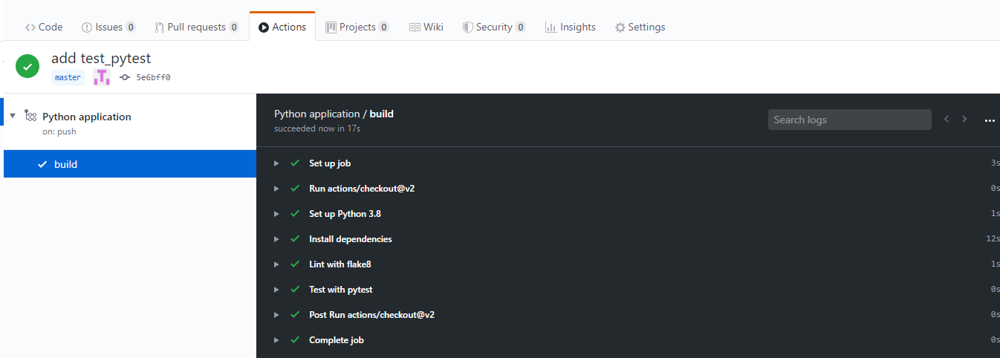 Code Issues 0 Pull requests 0 Actions Projects 0 Wiki Security 0 Insights Settings
add test_pytest
master 5e6bff0
Python application
on: push
build
Python application / build
succeeded now in 17s
Search logs
Set up job 3s
Run actions/checkout@v2 0s
Set up Python 3.8 1s
Install dependencies 12s
Lint with flake8 1s
Test with pytest 0s
Post Run actions/checkout@v2 0s
Complete job 0s